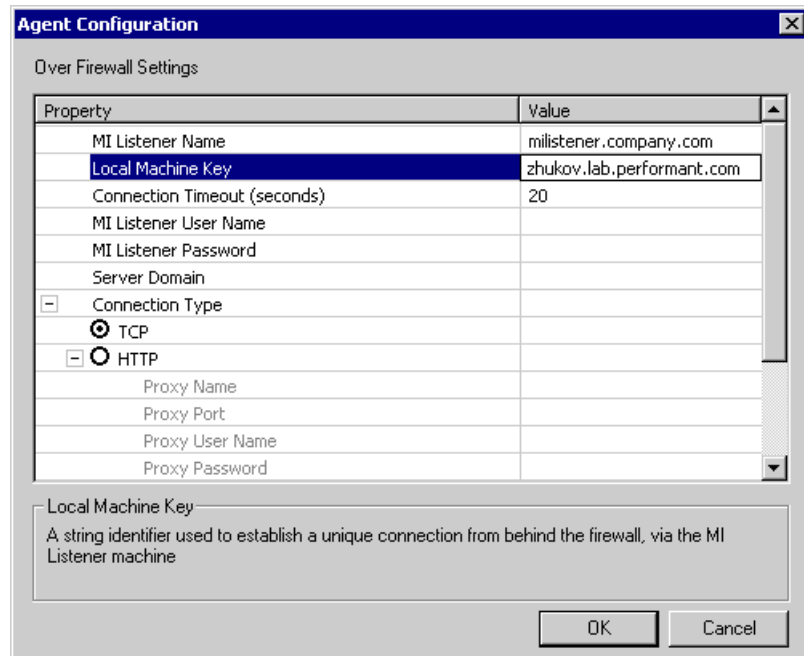 Agent Configuration
Over Firewall Settings
Property Value
MI Listener Name milistener.company.com
Local Machine Key zhukov.lab.performant.com
Connection Timeout (seconds) 20
MI Listener User Name
MI Listener Password
Server Domain
Connection Type
TCP
HTTP
Proxy Name
Proxy Port
Proxy User Name
Proxy Password
Local Machine Key
A string identifier used to establish a unique connection from behind the firewall, via the MI
Listener machine
OK Cancel